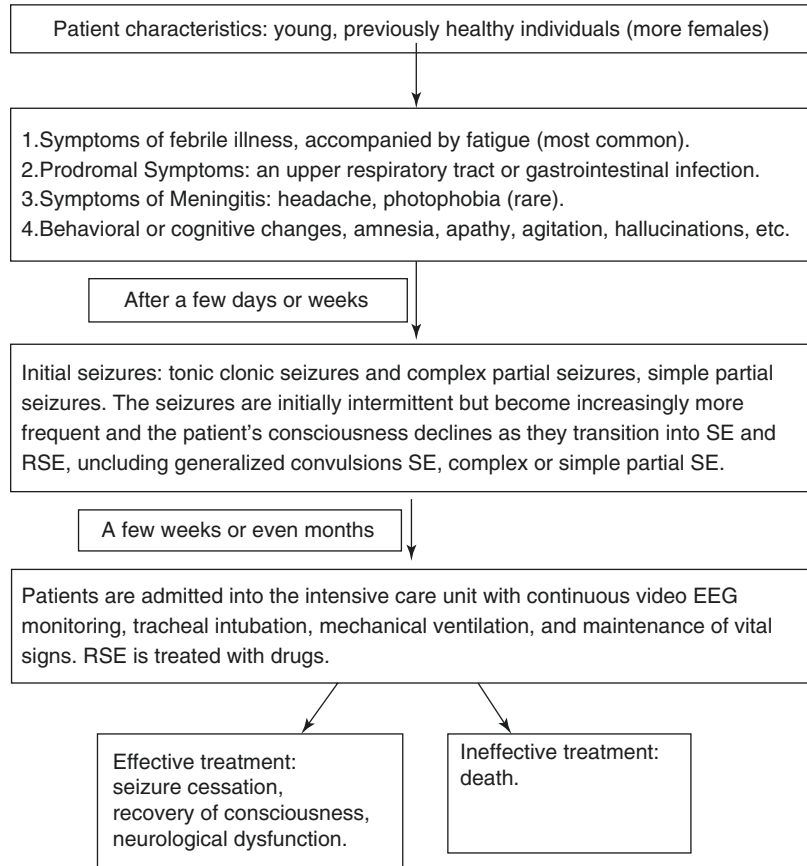 Patient characteristics: young, previously healthy individuals (more females)
1.Symptoms of febrile illness, accompanied by fatigue (most common).
2.Prodromal Symptoms: an upper respiratory tract or gastrointestinal infection.
3.Symptoms of Meningitis: headache, photophobia (rare).
4.Behavioral or cognitive changes, amnesia, apathy, agitation, hallucinations, etc.
After a few days or weeks
Initial seizures: tonic clonic seizures and complex partial seizures, simple partial
seizures. The seizures are initially intermittent but become increasingly more
frequent and the patient's consciousness declines as they transition into SE and
RSE, uncluding generalized convulsions SE, complex or simple partial SE.
A few weeks or even months
Patients are admitted into the intensive care unit with continuous video EEG
monitoring, tracheal intubation, mechanical ventilation, and maintenance of vital
signs. RSE is treated with drugs.
Effective treatment:
seizure cessation,
recovery of consciousness,
neurological dysfunction.
Ineffective treatment:
death.